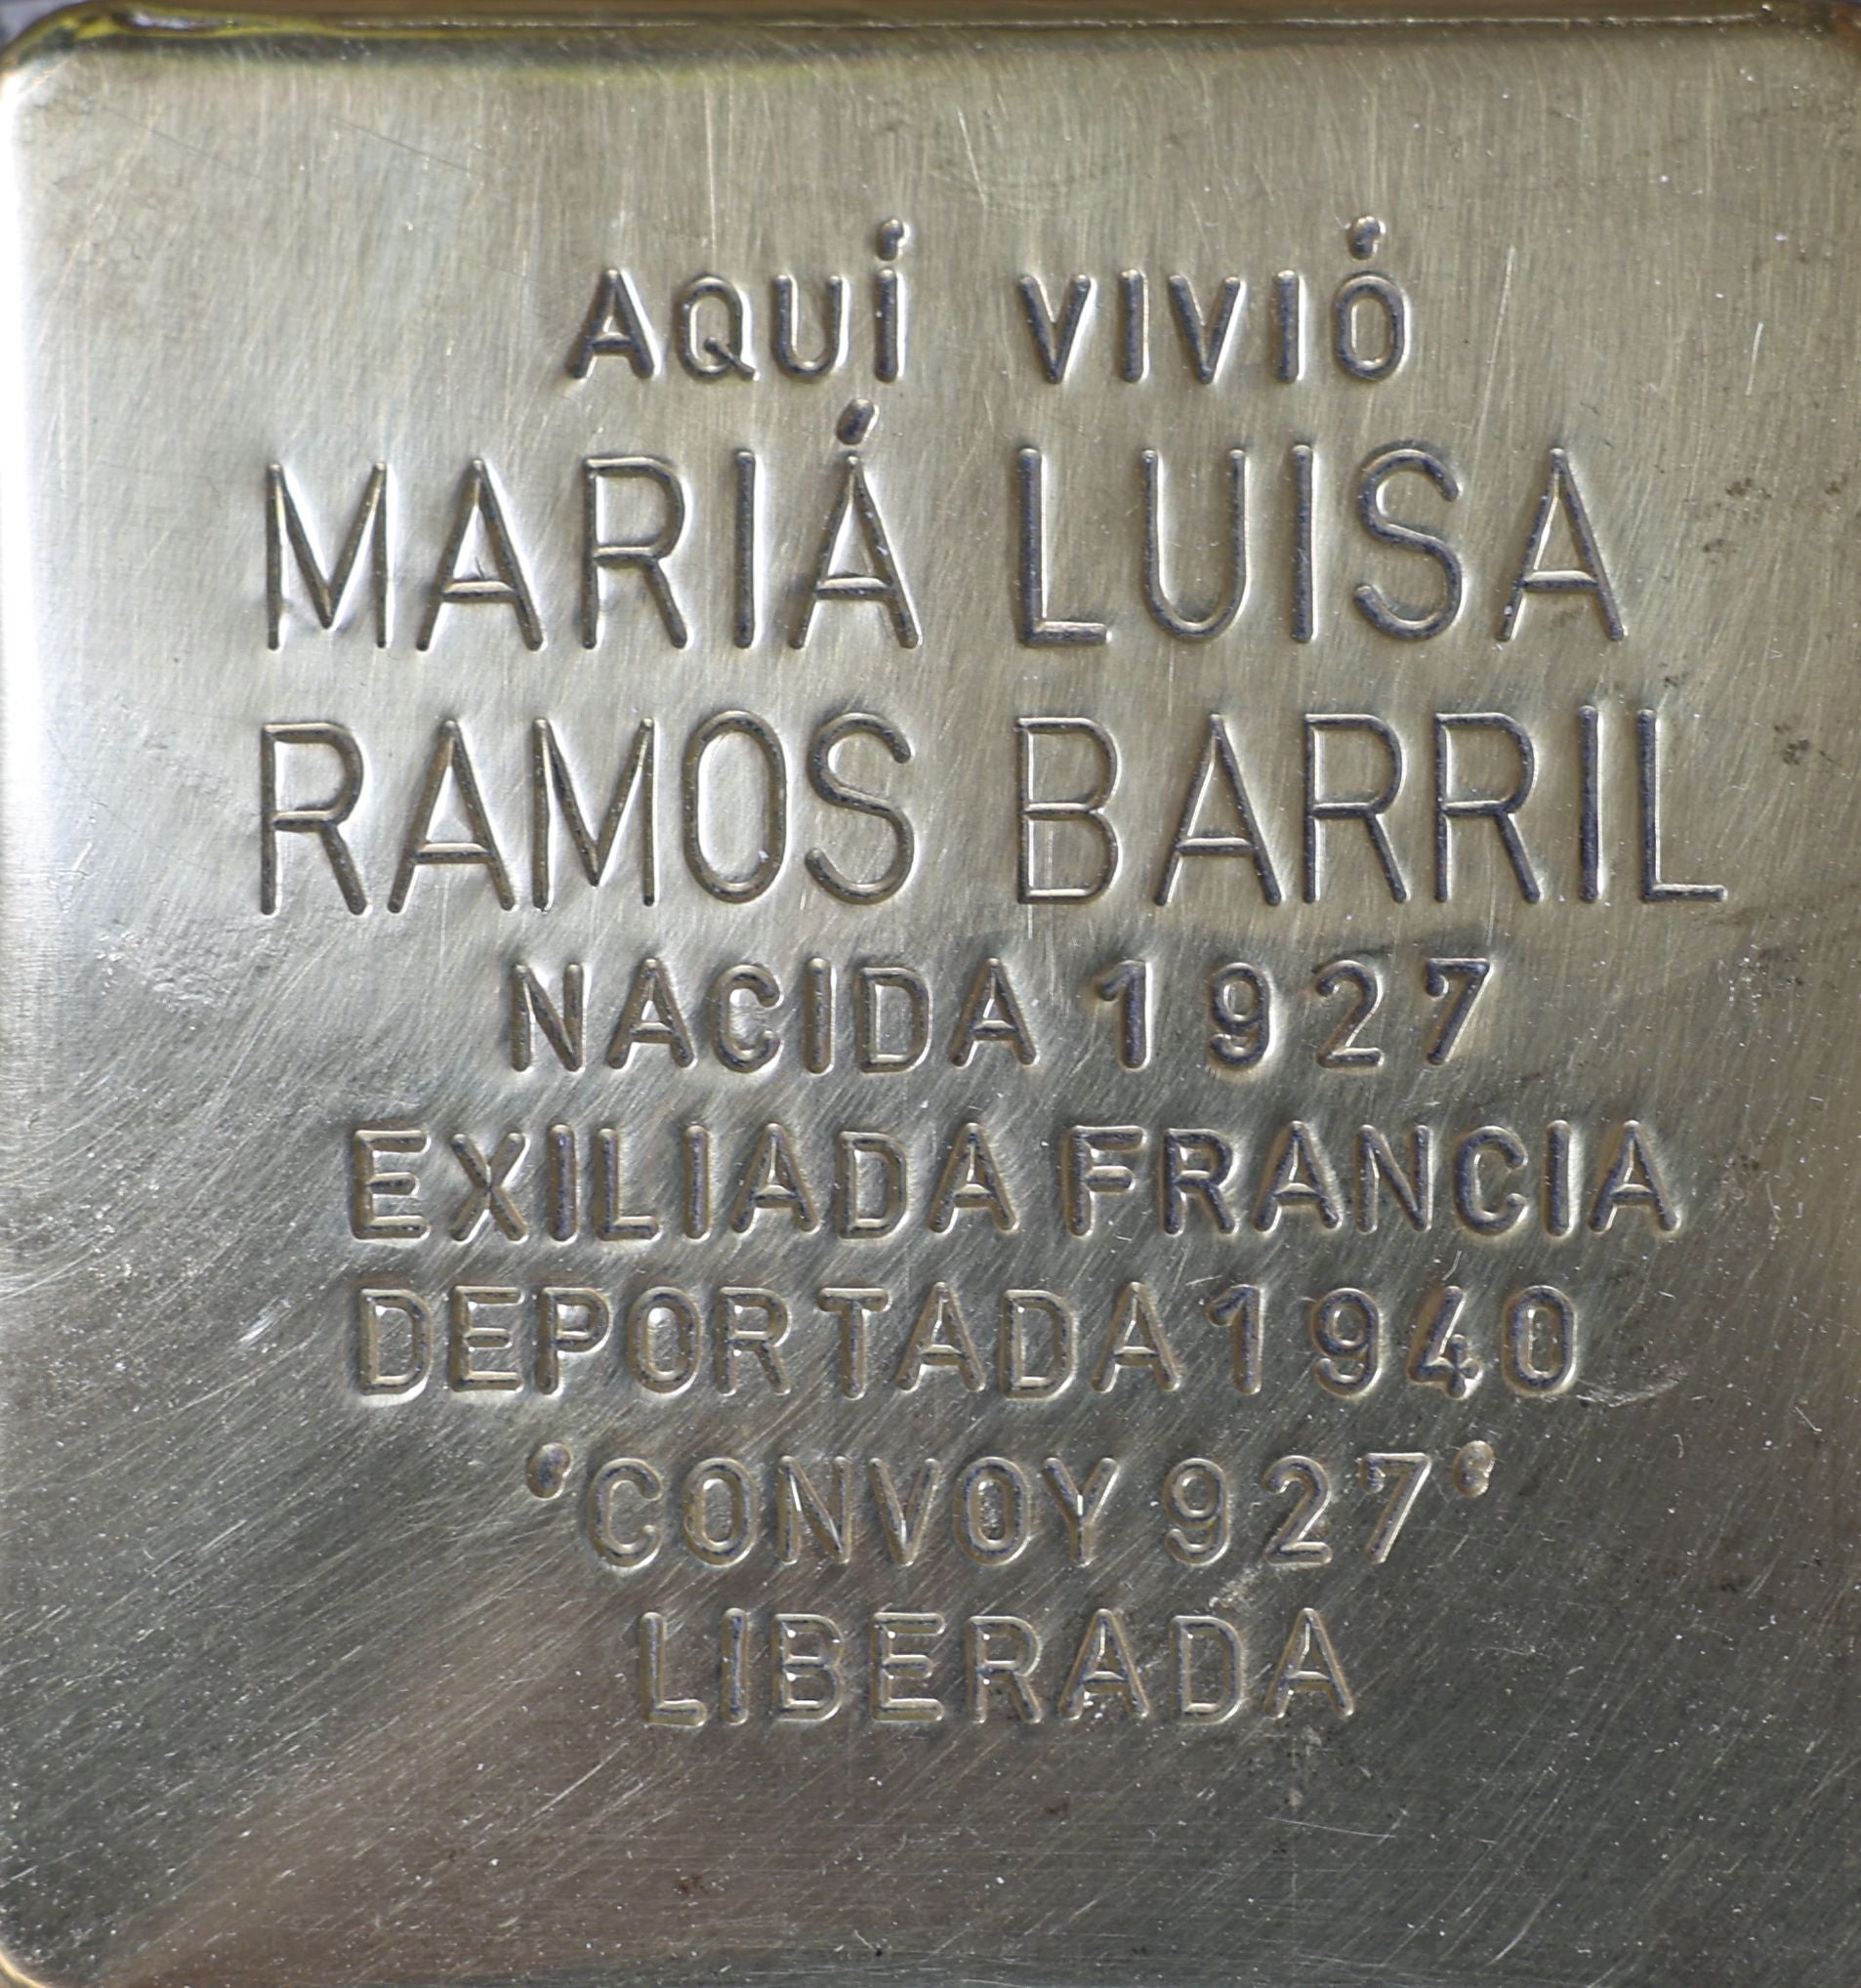 AQUÍ VIVIÓ
MARIÁ LUISA
RAMOS BARRIL
NACIDA 1927
EXILIADA FRANCIA
DEPORTADA 1940
'CONVOY 927'
LIBERADA